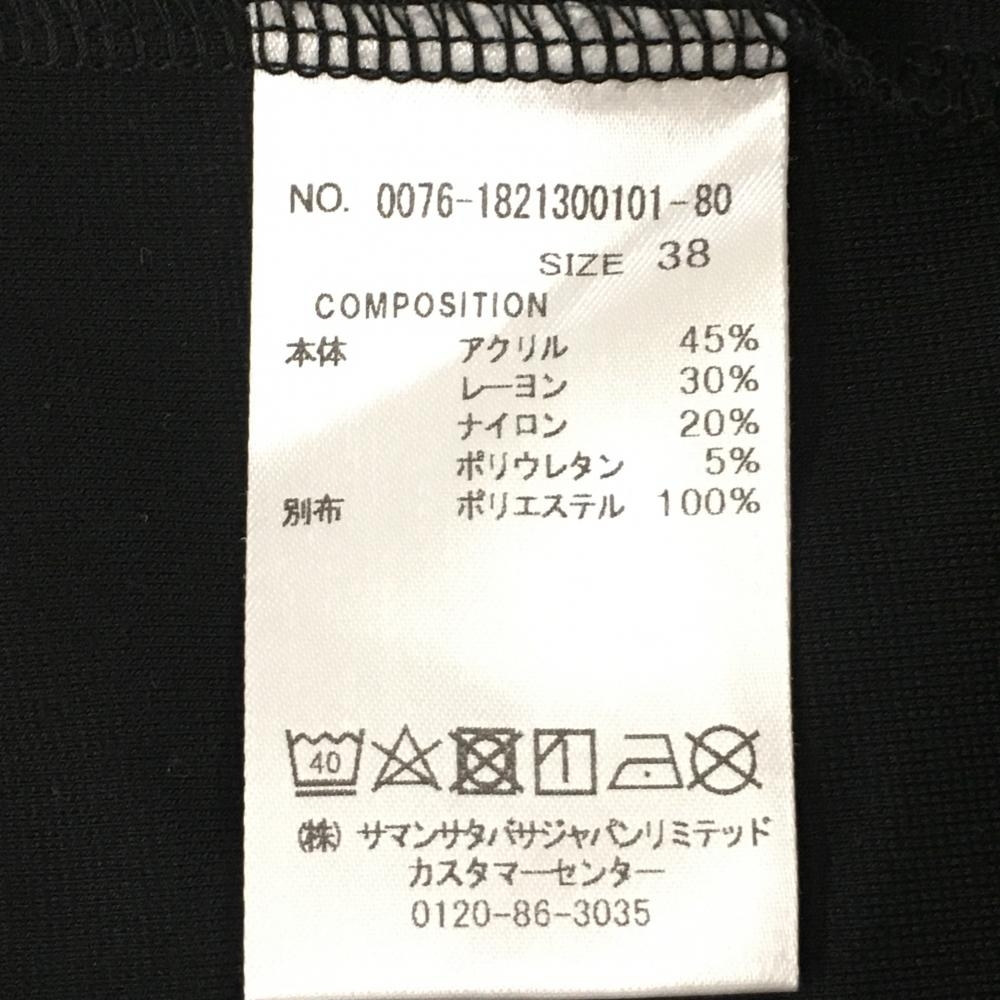 NO. 0076-1821300101-80
SIZE 38
COMPOSITION
本体 アクリル 45%
レーヨン 30%
ナイロン 20%
ポリウレタン 5%
別布 ポリエステル 100%
40
㈱ サマンサタバサジャパンリミテッド
カスタマーセンター
0120-86-3035